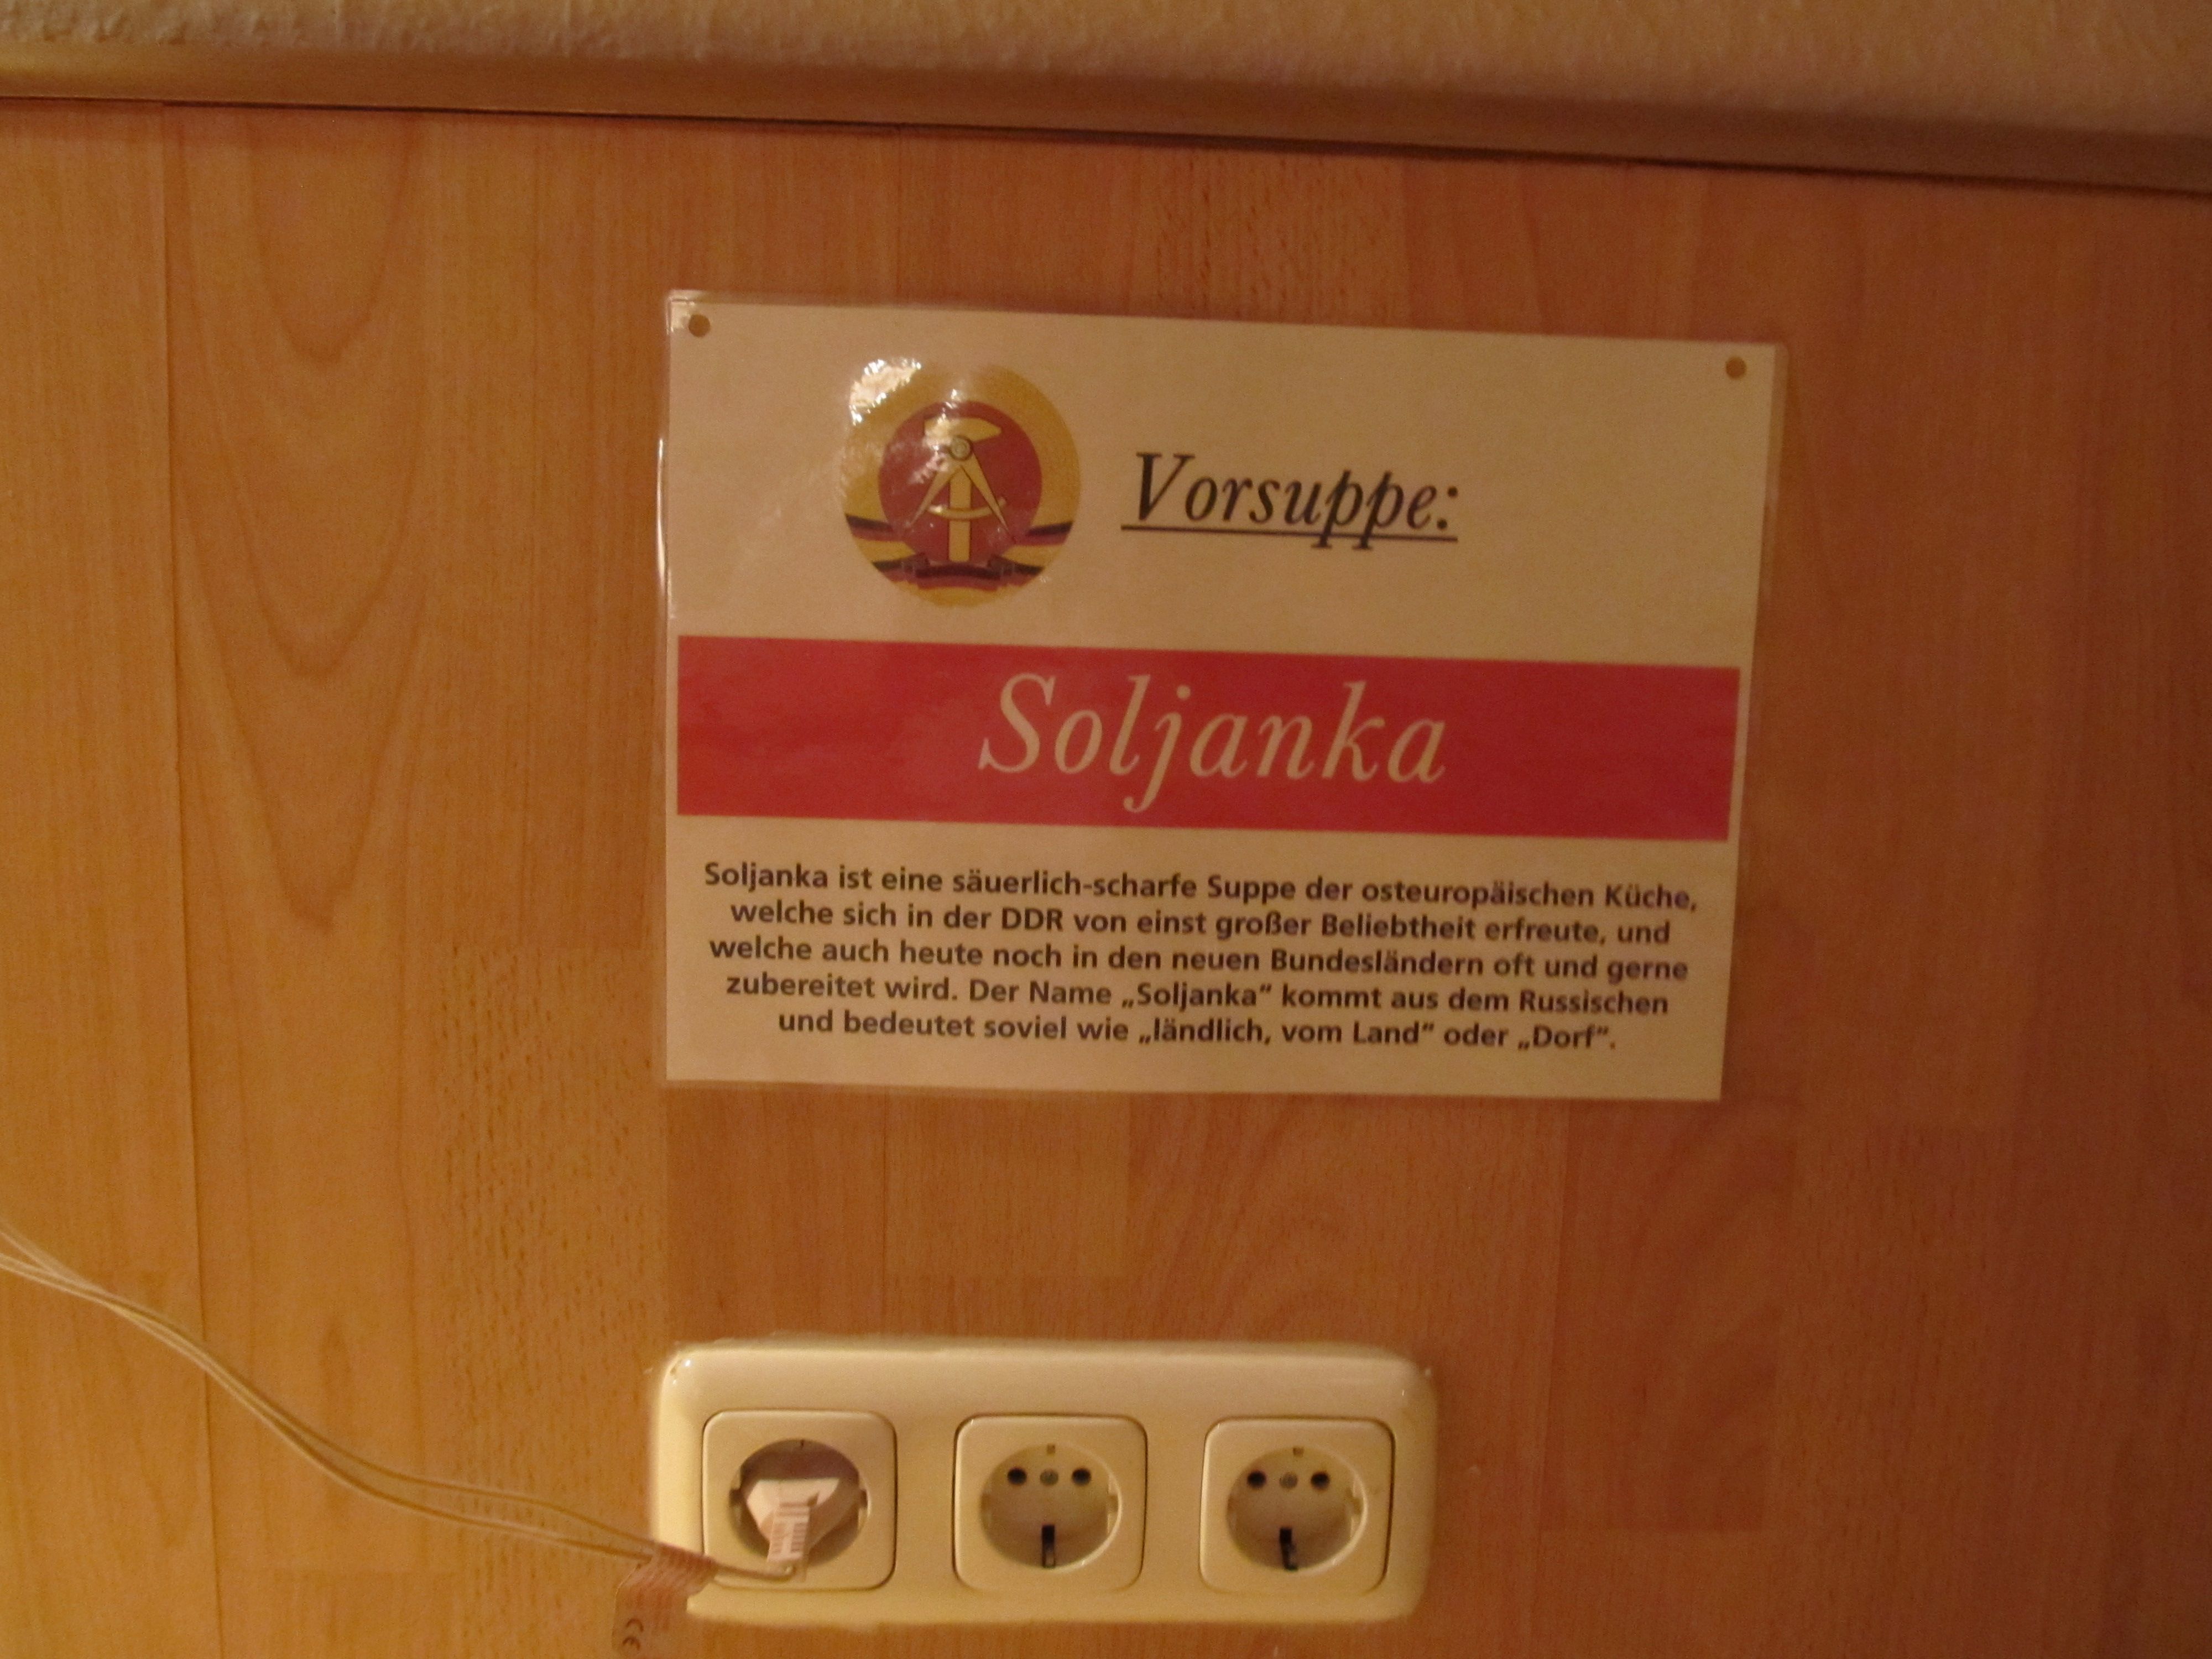 Vorsuppe:
Soljanka
Soljanka ist eine säuerlich-scharfe Suppe der osteuropäischen Küche,
welche sich in der DDR von einst großer Beliebtheit erfreute, und
welche auch heute noch in den neuen Bundesländern oft und gerne
zubereitet wird. Der Name „Soljanka“ kommt aus dem Russischen
und bedeutet soviel wie „ländlich, vom Land“ oder „Dorf“.
CE